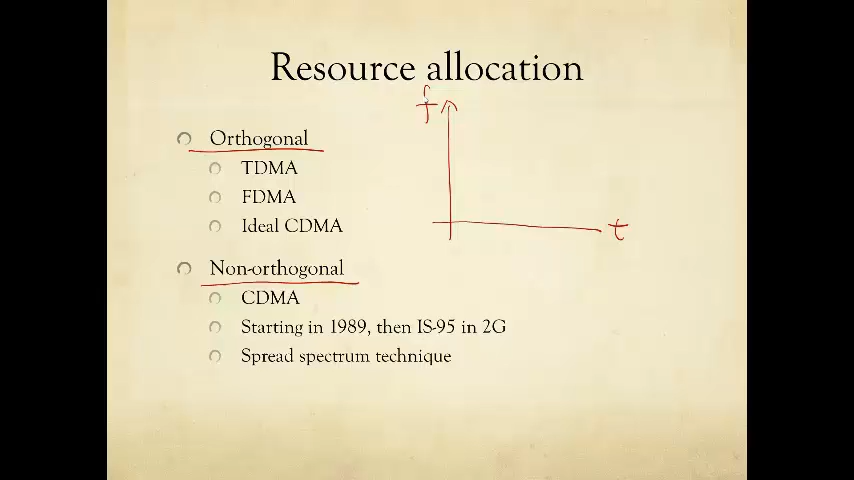 Resource allocation
f
Orthogonal
TDMA
FDMA
Ideal CDMA
t
Non-orthogonal
CDMA
Starting in 1989, then IS-95 in 2G
Spread spectrum technique